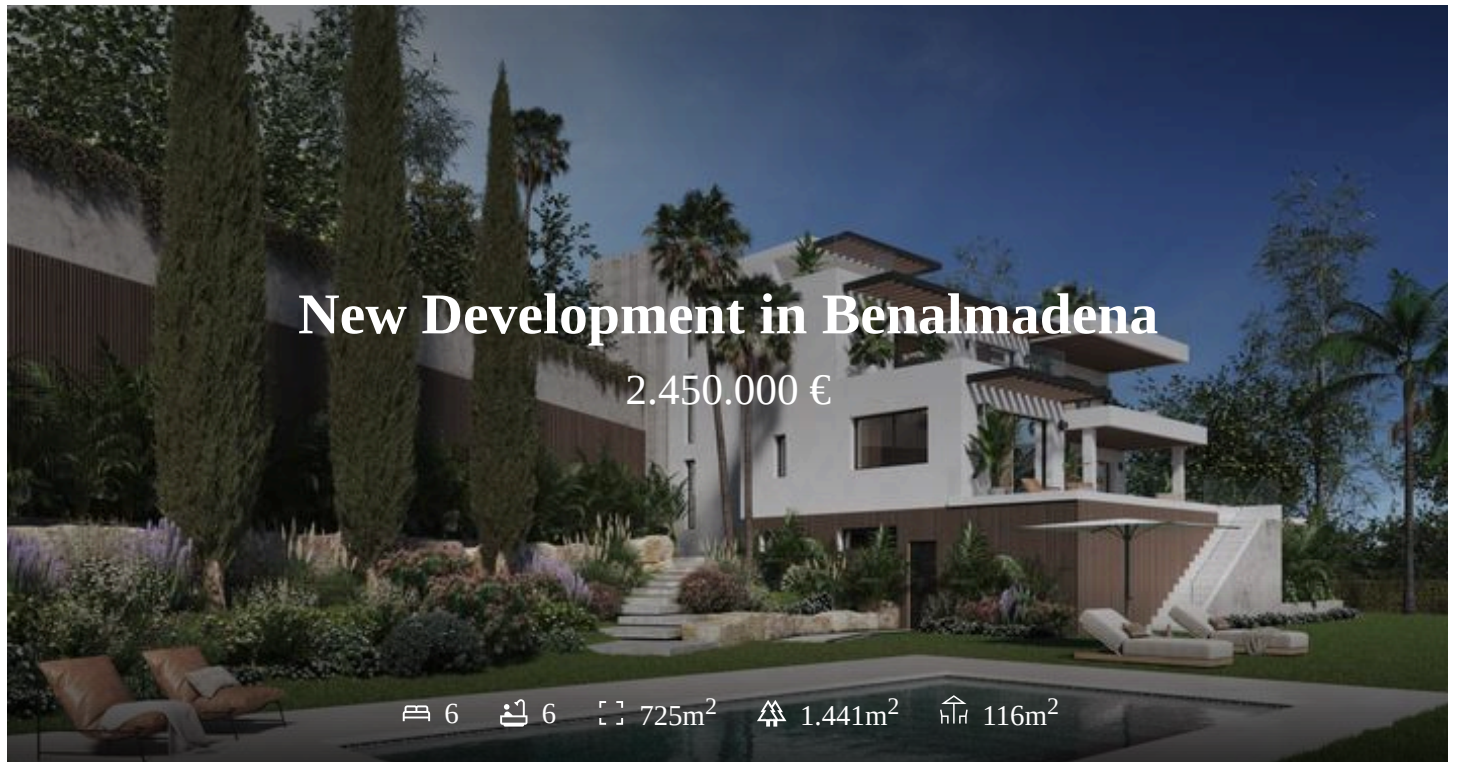 New Development in Benalmadena
2.450.000 €
6 6 725m² 1.441m² 116m²